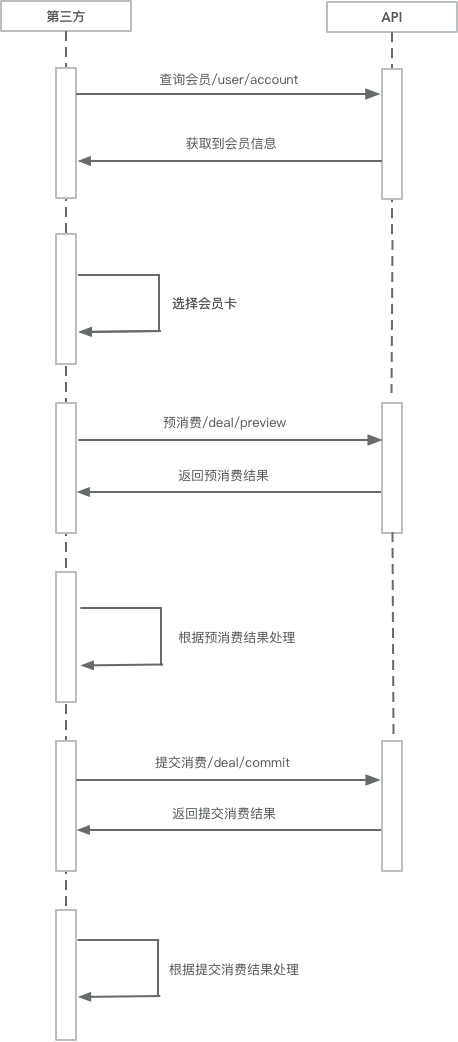 第三方
API
查询会员/user/account
获取到会员信息
选择会员卡
预消费/deal/preview
返回预消费结果
根据预消费结果处理
提交消费/deal/commit
返回提交消费结果
根据提交消费结果处理